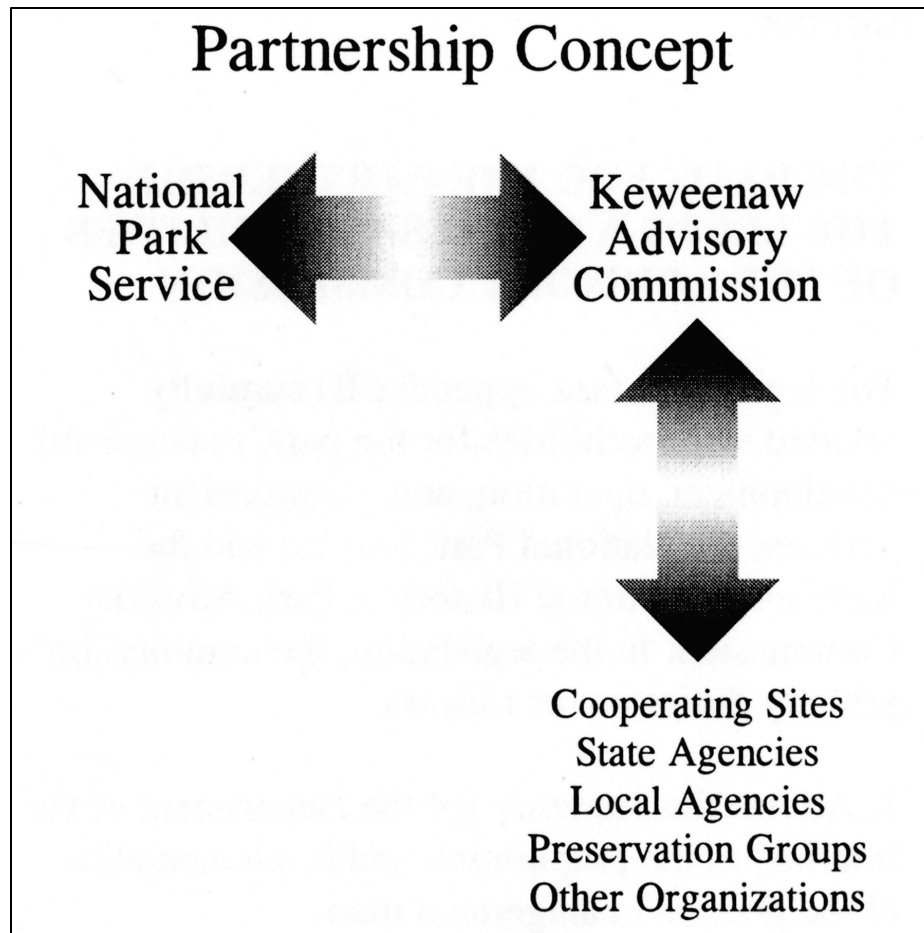 Partnership Concept
National
Park
Service
Keweenaw
Advisory
Commission
Cooperating Sites
State Agencies
Local Agencies
Preservation Groups
Other Organizations